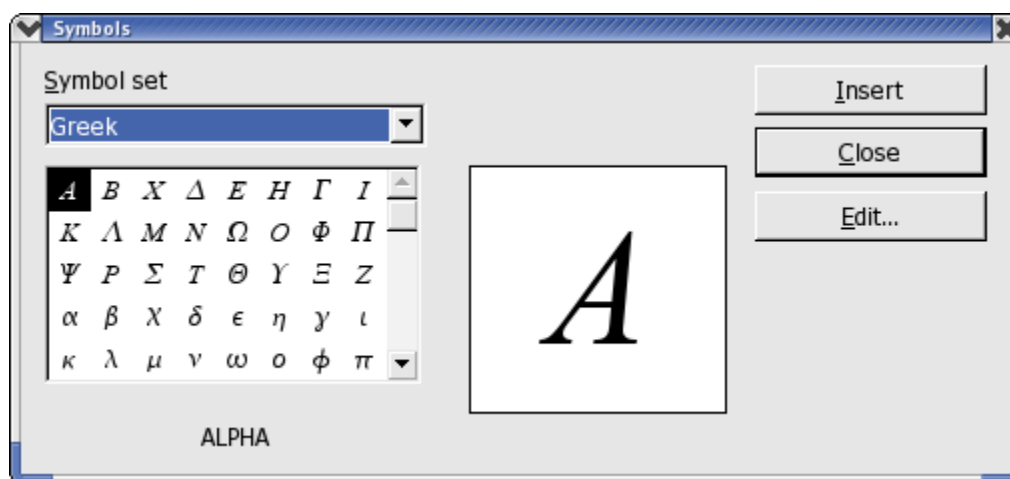 Symbols
Symbol set
Greek
Α Β Χ Δ Ε Η Γ Ι
Κ Λ Μ Ν Ω Ο Φ Π
Ψ Ρ Σ Τ Θ Υ Ξ Ζ
α β χ δ ϵ η γ ι
κ λ μ ν ω ο ϕ π
ALPHA
Α
Insert
Close
Edit...